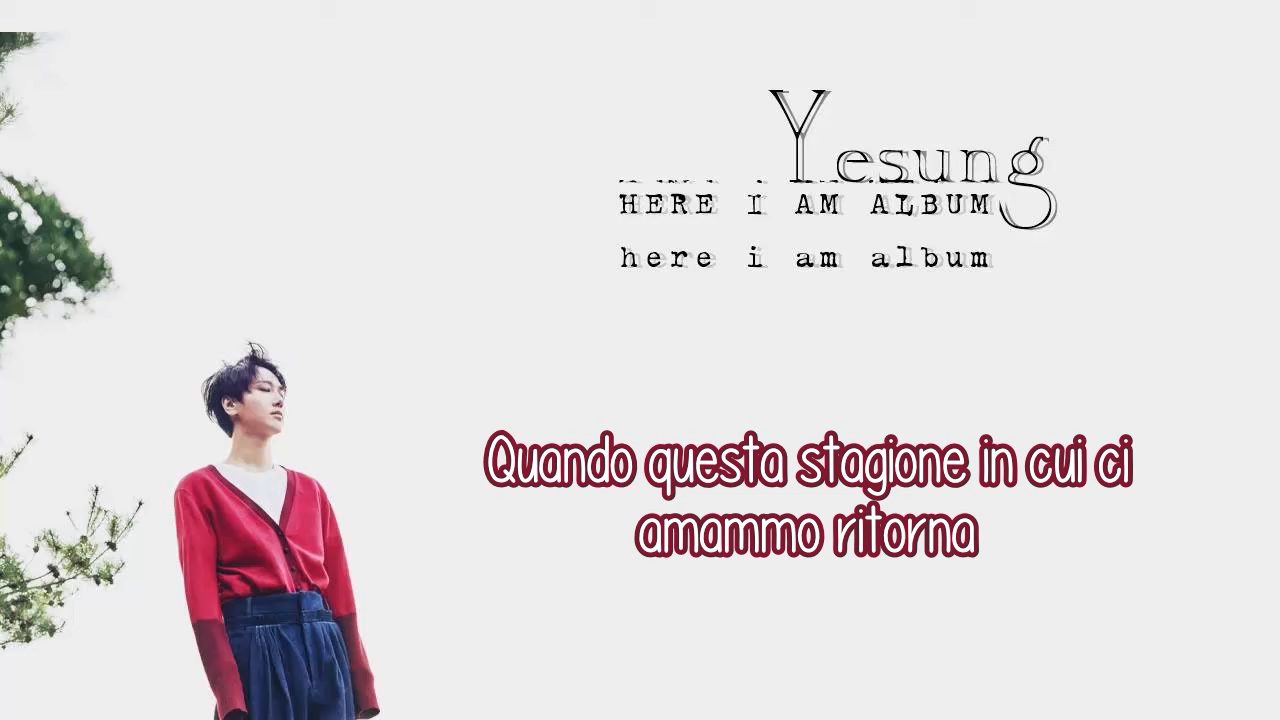 Yesung
HERE I AM ALBUM
here i am album
Quando questa stagione in cui ci
amammo ritorna